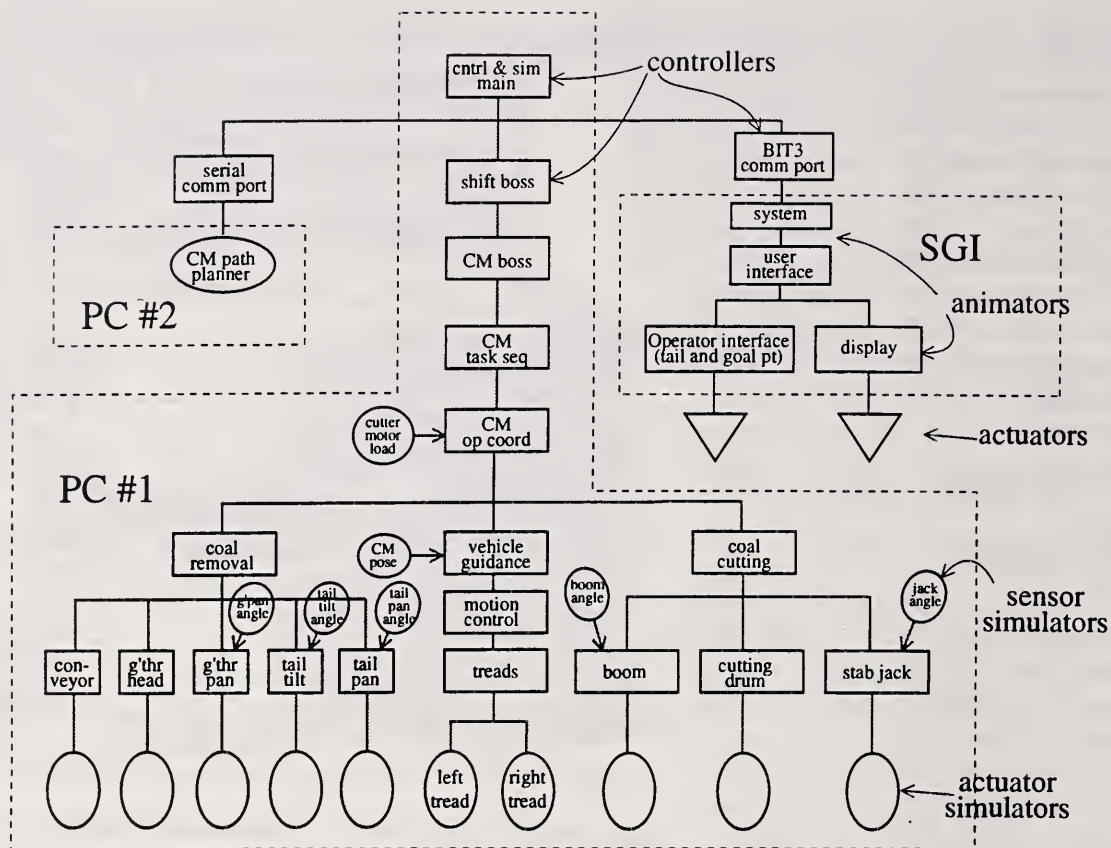 cntrl & sim
main
controllers
serial
comm port
shift boss
BIT3
comm port
system
SGI
CM path
planner
CM boss
user
interface
PC #2
animators
CM
task seq
Operator interface
(tail and goal pt)
display
cutter
motor
load
CM
op coord
actuators
PC #1
coal
removal
CM
pose
vehicle
guidance
coal
cutting
g'pan
angle
tail
tilt
angle
tail
pan
angle
motion
control
boom
angle
jack
angle
sensor
simulators
con-
veyor
g'thr
head
g'thr
pan
tail
tilt
tail
pan
treads
boom
cutting
drum
stab jack
left
tread
right
tread
actuator
simulators